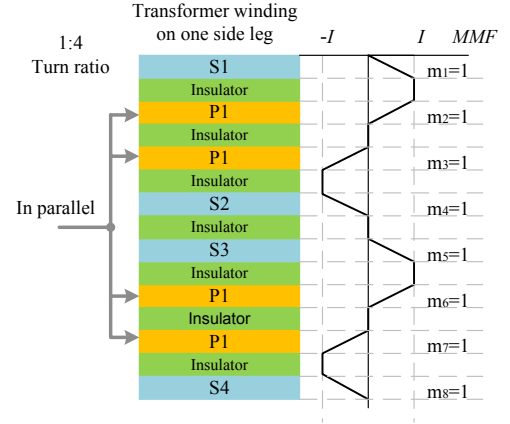 Transformer winding
on one side leg
-I I MMF
1:4
Turn ratio
S1
m1=1
Insulator
P1
m2=1
Insulator
P1
m3=1
Insulator
In parallel
S2
m4=1
Insulator
S3
m5=1
Insulator
P1
m6=1
Insulator
P1
m7=1
Insulator
S4
m8=1